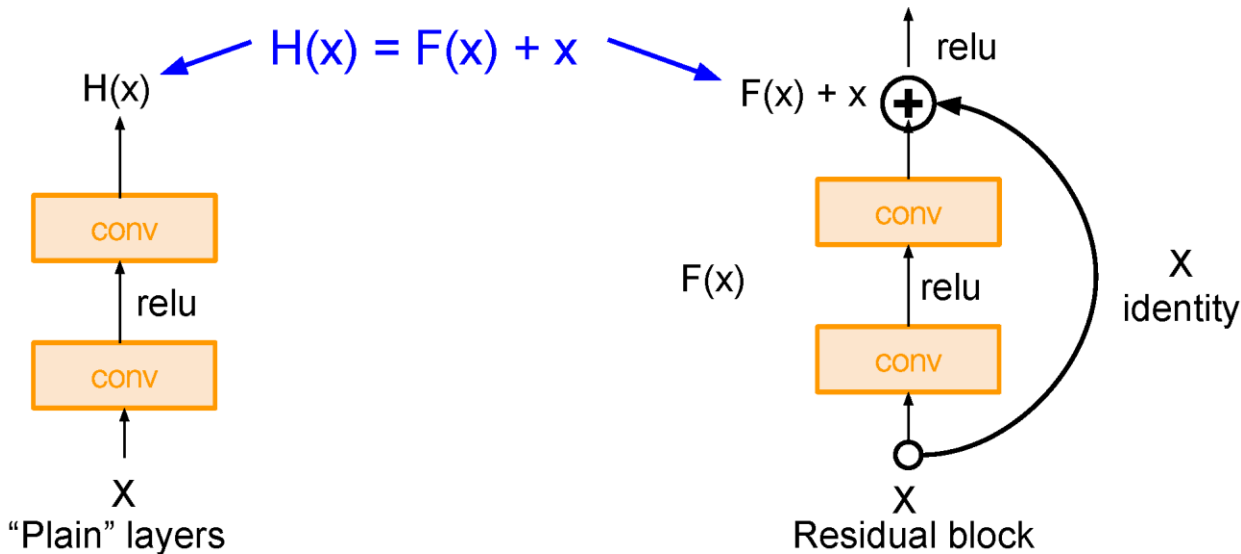 H(x) = F(x) + x
H(x)
conv
relu
conv
X
“Plain” layers
relu
F(x) + x
+
conv
F(x)
relu
X
identity
conv
X
Residual block